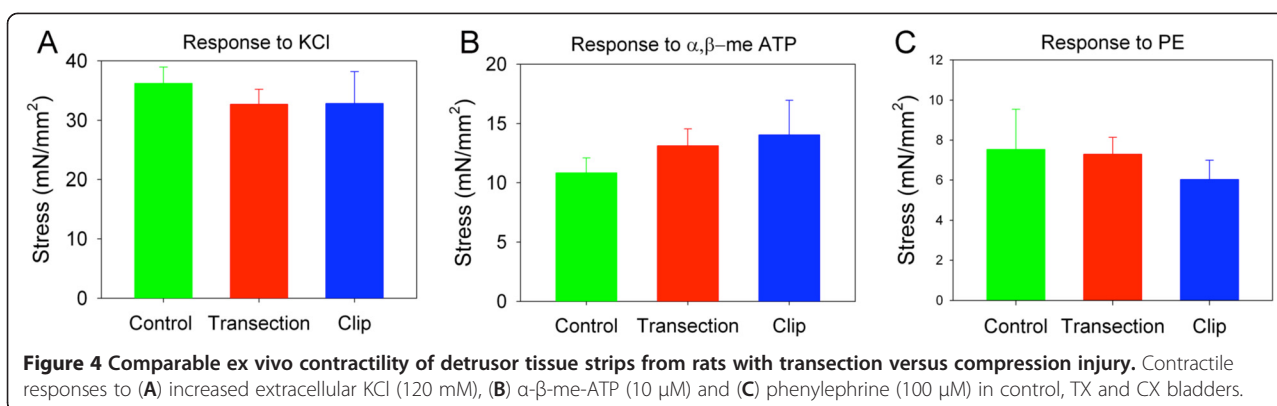 A
Response to KCl
Stress (mN/mm²)
40
30
20
10
0
Control Transection Clip
B
Response to α,β–me ATP
Stress (mN/mm²)
20
15
10
5
0
Control Transection Clip
C
Response to PE
Stress (mN/mm²)
12
10
8
6
4
2
0
Control Transection Clip
Figure 4 Comparable ex vivo contractility of detrusor tissue strips from rats with transection versus compression injury. Contractile
responses to (A) increased extracellular KCl (120 mM), (B) α-β-me-ATP (10 μM) and (C) phenylephrine (100 μM) in control, TX and CX bladders.